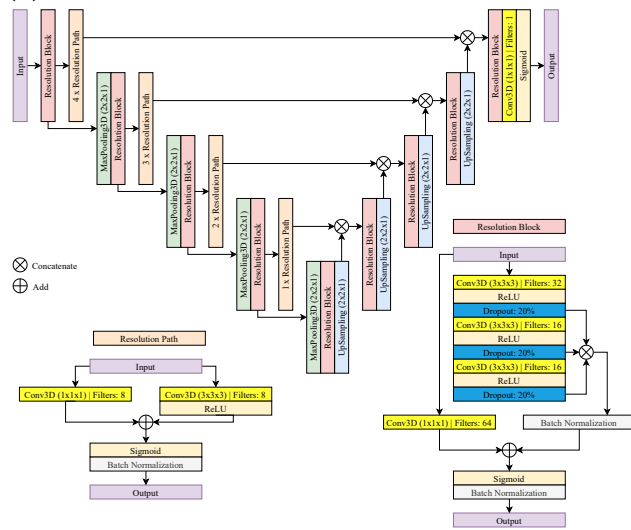 Input
Resolution Block
4 x Resolution Path
Resolution Block
Conv3D (1x1x1) | Filters: 1
Sigmoid
Output
MaxPooling3D (2x2x1)
Resolution Block
3 x Resolution Path
Resolution Block
UpSampling (2x2x1)
MaxPooling3D (2x2x1)
Resolution Block
2 x Resolution Path
Resolution Block
UpSampling (2x2x1)
MaxPooling3D (2x2x1)
Resolution Block
1 x Resolution Path
Resolution Block
UpSampling (2x2x1)
MaxPooling3D (2x2x1)
Resolution Block
UpSampling (2x2x1)
Concatenate
Add
Resolution Path
Input
Conv3D (1x1x1) | Filters: 8
Conv3D (3x3x3) | Filters: 8
ReLU
Sigmoid
Batch Normalization
Output
Resolution Block
Input
Conv3D (3x3x3) | Filters: 32
ReLU
Dropout: 20%
Conv3D (3x3x3) | Filters: 16
ReLU
Dropout: 20%
Conv3D (3x3x3) | Filters: 16
ReLU
Dropout: 20%
Conv3D (1x1x1) | Filters: 64
Batch Normalization
Sigmoid
Batch Normalization
Output